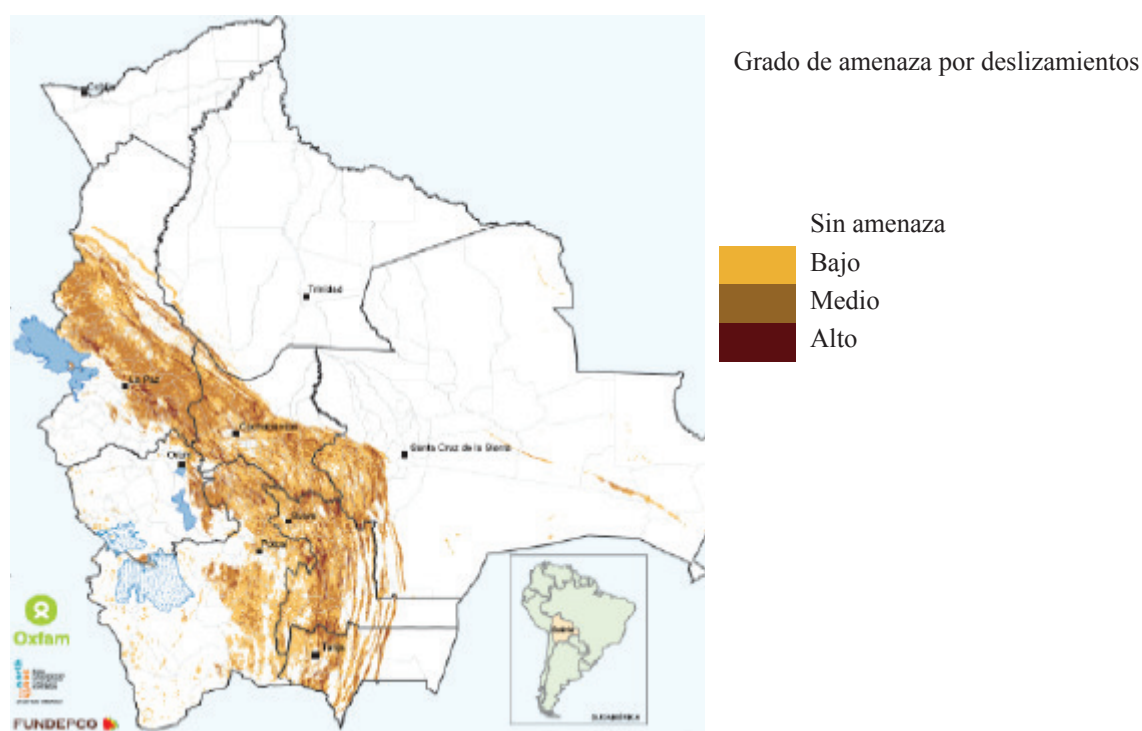 Grado de amenaza por deslizamientos
Sin amenaza
Bajo
Medio
Alto
Trinidad
La Paz
Cochabamba
Santa Cruz de la Sierra
Oruro
Sucre
Potosí
Tarija
Oxfam
FUNDEPCO
SUDAMÉRICA